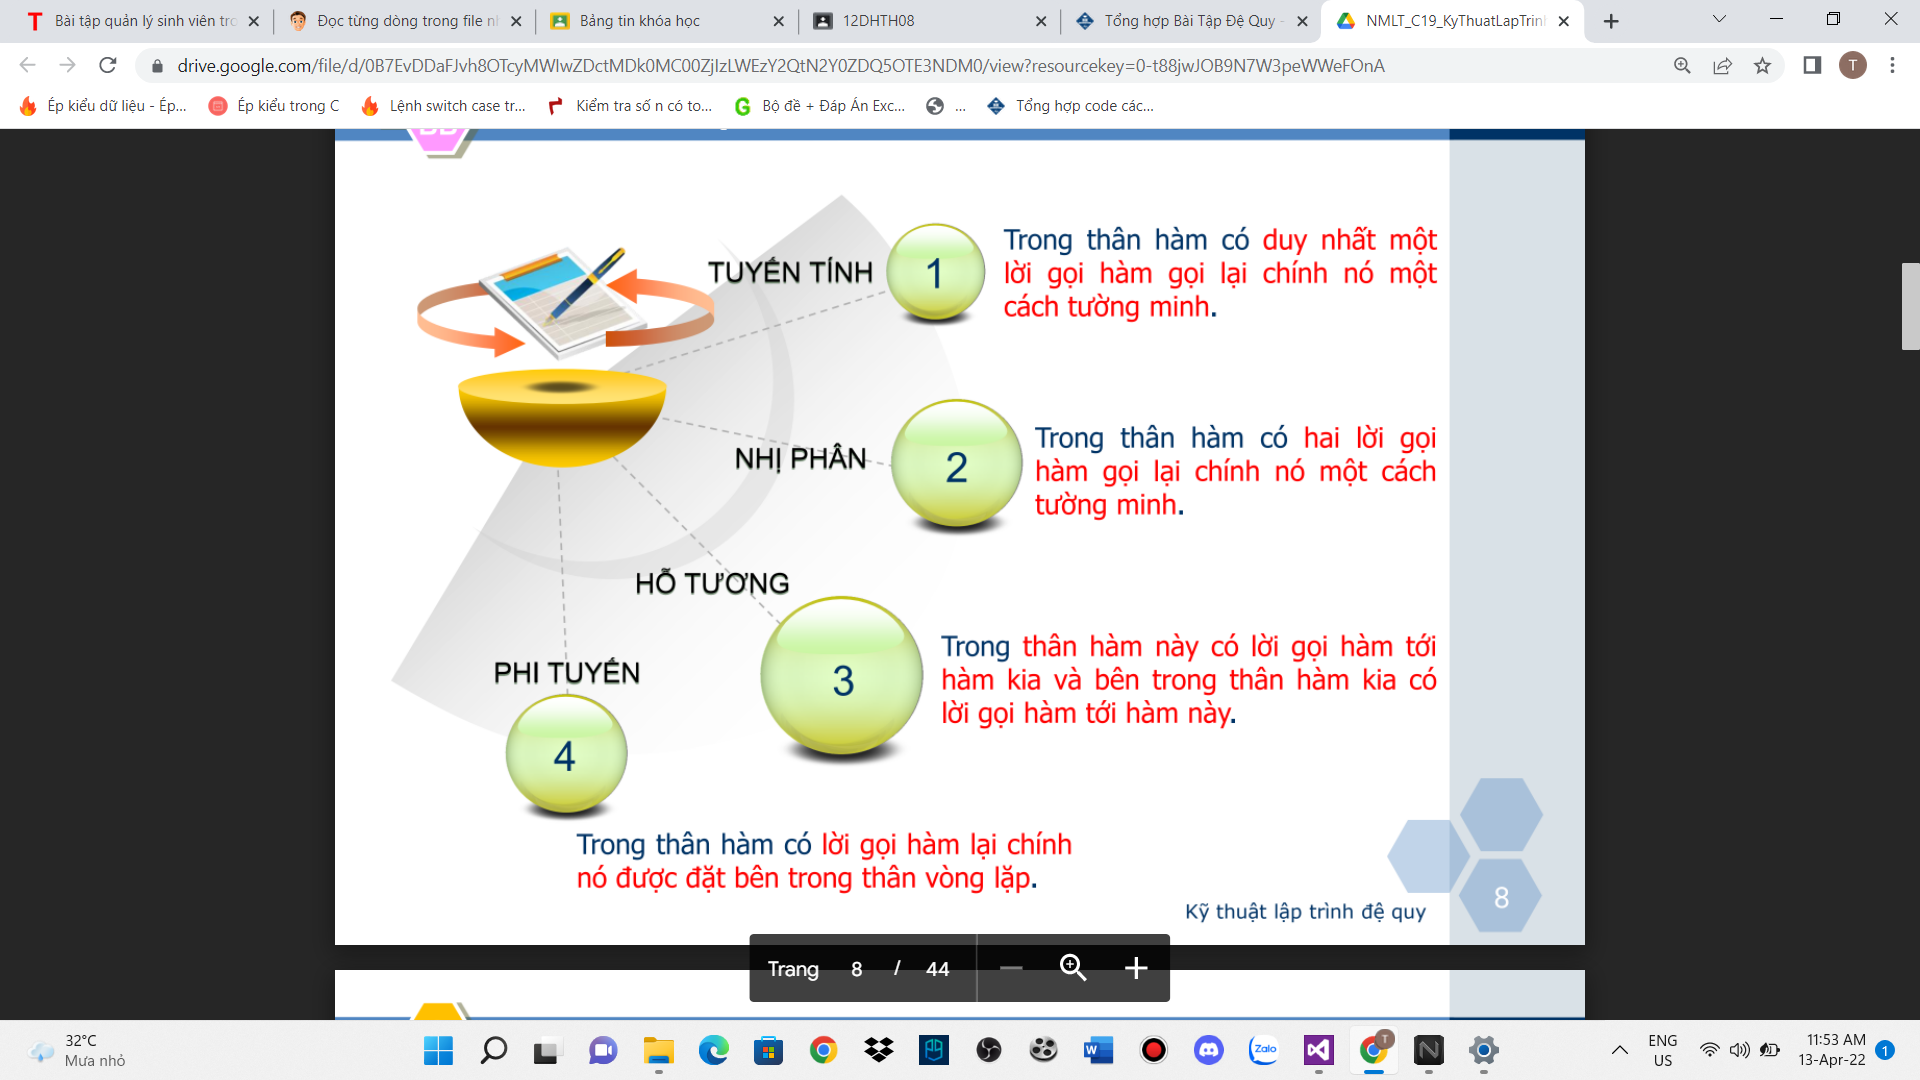 Bài tập quản lý sinh viên tro
Đọc từng dòng trong file nh
Bảng tin khóa học
12DHTH08
Tổng hợp Bài Tập Đệ Quy -
NMLT_C19_KyThuatLapTrinh
drive.google.com/file/d/0B7EvDDaFJvh8OTcyMWIwZDctMDk0MC00ZjIzLWEzY2QtN2Y0ZDQ5OTE3NDM0/view?resourcekey=0-t88jwJOB9N7W3peWWeFOnA
T
Ép kiểu dữ liệu - Ép...
Ép kiểu trong C
Lệnh switch case tr...
Kiểm tra số n có to...
Bộ đề + Đáp Án Exc...
...
Tổng hợp code các...
TUYẾN TÍNH
1
Trong thân hàm có duy nhất một
lời gọi hàm gọi lại chính nó một
cách tường minh.
NHỊ PHÂN
2
Trong thân hàm có hai lời gọi
hàm gọi lại chính nó một cách
tường minh.
HỖ TƯƠNG
3
Trong thân hàm này có lời gọi hàm tới
hàm kia và bên trong thân hàm kia có
lời gọi hàm tới hàm này.
PHI TUYẾN
4
Trong thân hàm có lời gọi hàm lại chính
nó được đặt bên trong thân vòng lặp.
Kỹ thuật lập trình đệ quy
8
Trang 8 / 44
32°C
Mưa nhỏ
Zalo
T
ENG
US
11:53 AM
13-Apr-22
1